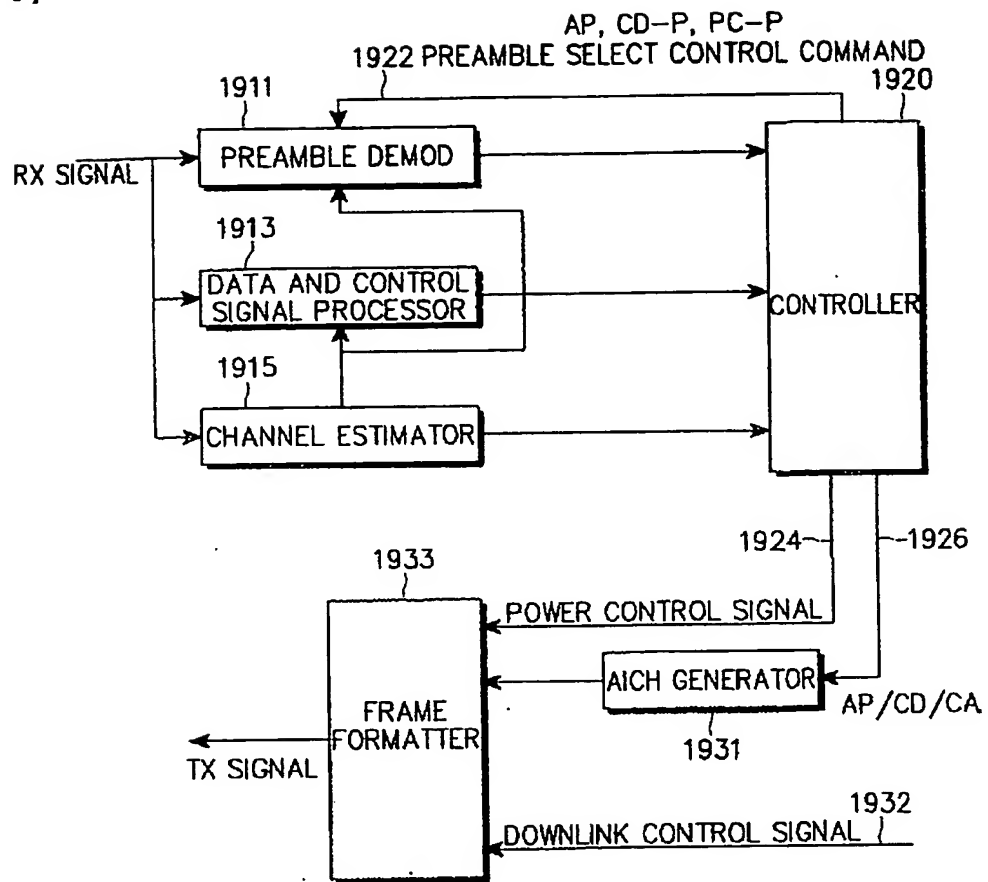 AP, CD-P, PC-P
1922 PREAMBLE SELECT CONTROL COMMAND
1920
1911
PREAMBLE DEMOD
RX SIGNAL
1913
DATA AND CONTROL
SIGNAL PROCESSOR
CONTROLLER
1915
CHANNEL ESTIMATOR
1924
1926
1933
POWER CONTROL SIGNAL
AICH GENERATOR
AP/CD/CA
1931
FRAME
FORMATTER
TX SIGNAL
1932
DOWNLINK CONTROL SIGNAL